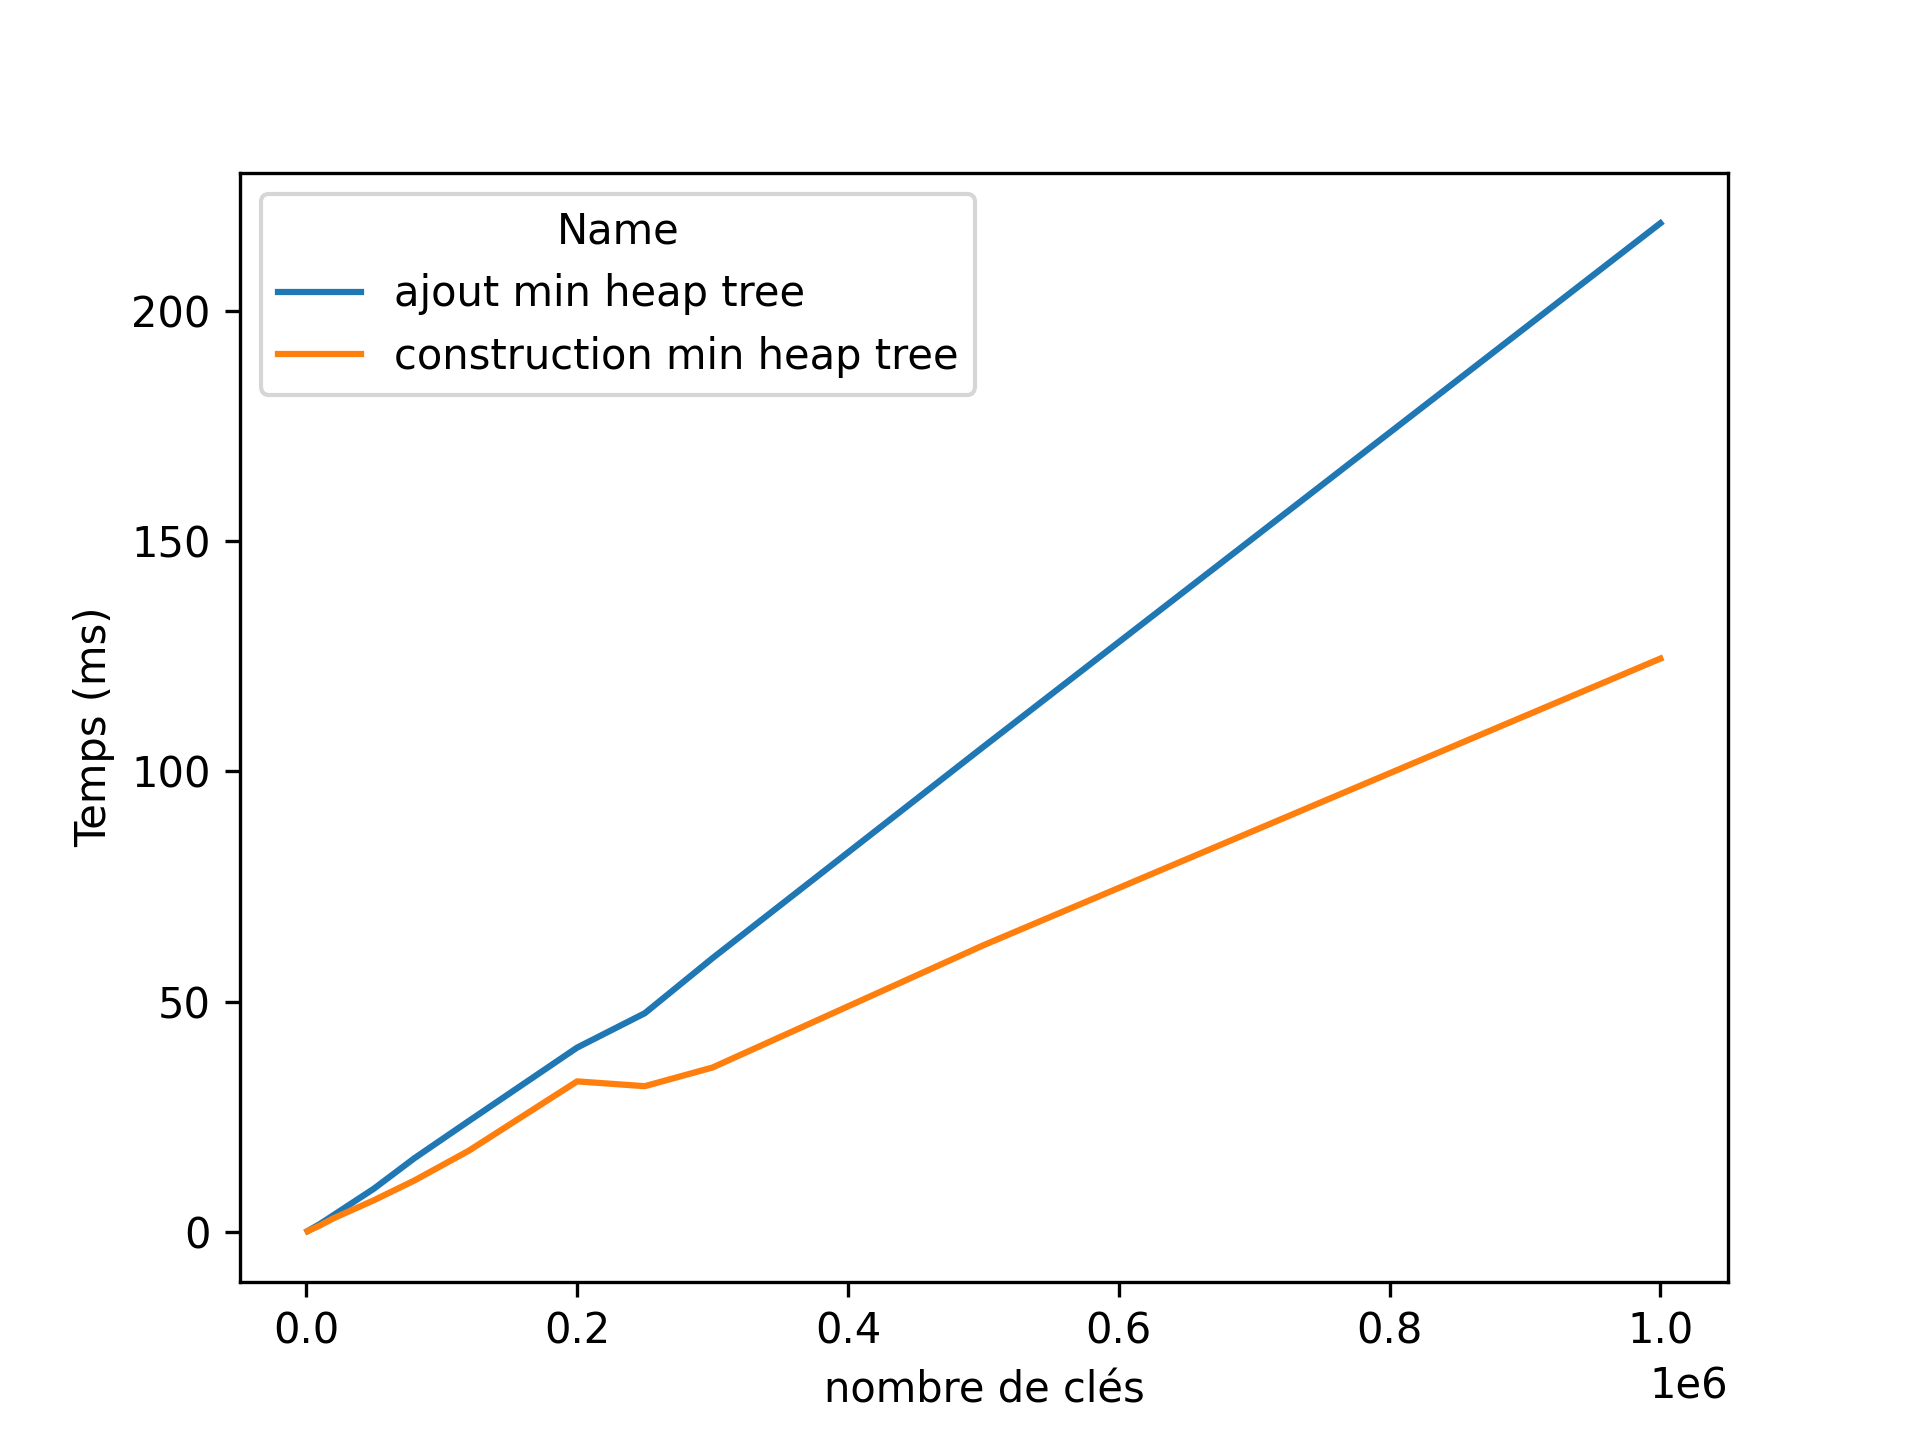 Name
ajout min heap tree
construction min heap tree
200
150
100
50
0
Temps (ms)
0.0 0.2 0.4 0.6 0.8 1.0
1e6
nombre de clés